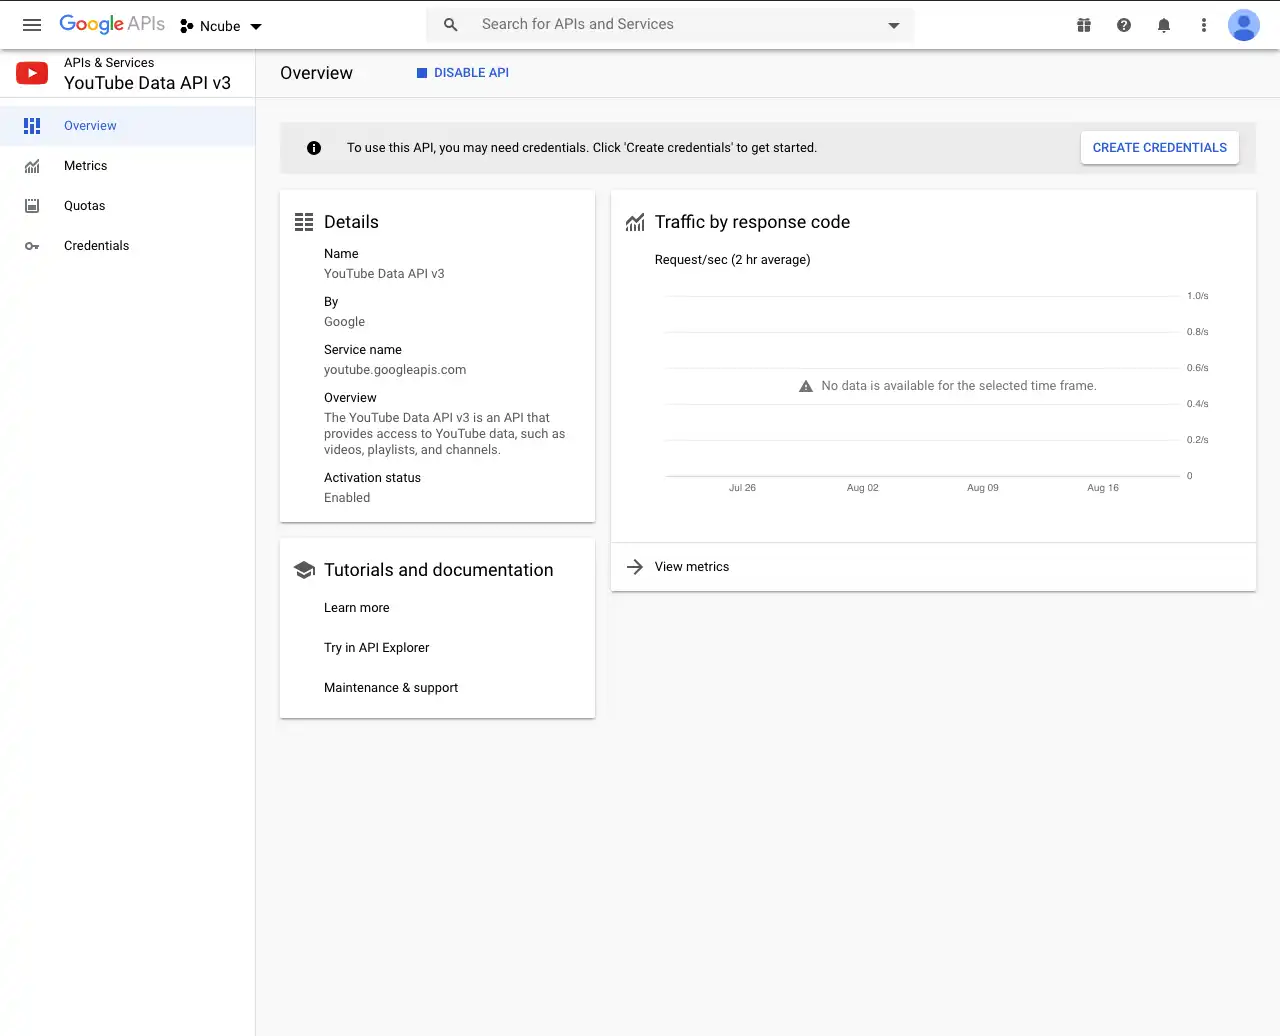 Google APIs
Ncube
Search for APIs and Services
APIs & Services
YouTube Data API v3
Overview
DISABLE API
Overview
Metrics
Quotas
Credentials
To use this API, you may need credentials. Click 'Create credentials' to get started.
CREATE CREDENTIALS
Details
Name
YouTube Data API v3
By
Google
Service name
youtube.googleapis.com
Overview
The YouTube Data API v3 is an API that
provides access to YouTube data, such as
videos, playlists, and channels.
Activation status
Enabled
Traffic by response code
Request/sec (2 hr average)
1.0/s
0.8/s
0.6/s
No data is available for the selected time frame.
0.4/s
0.2/s
0
Jul 26
Aug 02
Aug 09
Aug 16
View metrics
Tutorials and documentation
Learn more
Try in API Explorer
Maintenance & support